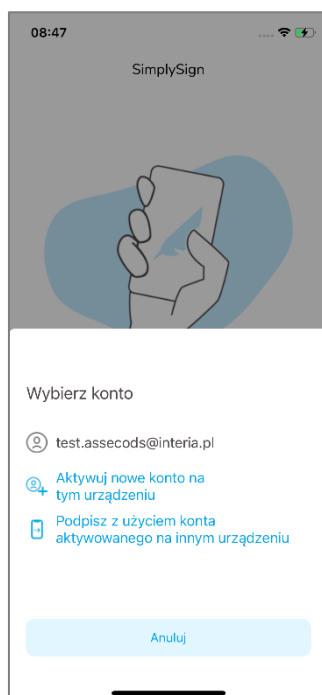 08:47
SimplySign
Wybierz konto
test.assecods@interia.pl
Aktywuj nowe konto na
tym urządzeniu
Podpisz z użyciem konta
aktywowanego na innym urządzeniu
Anuluj